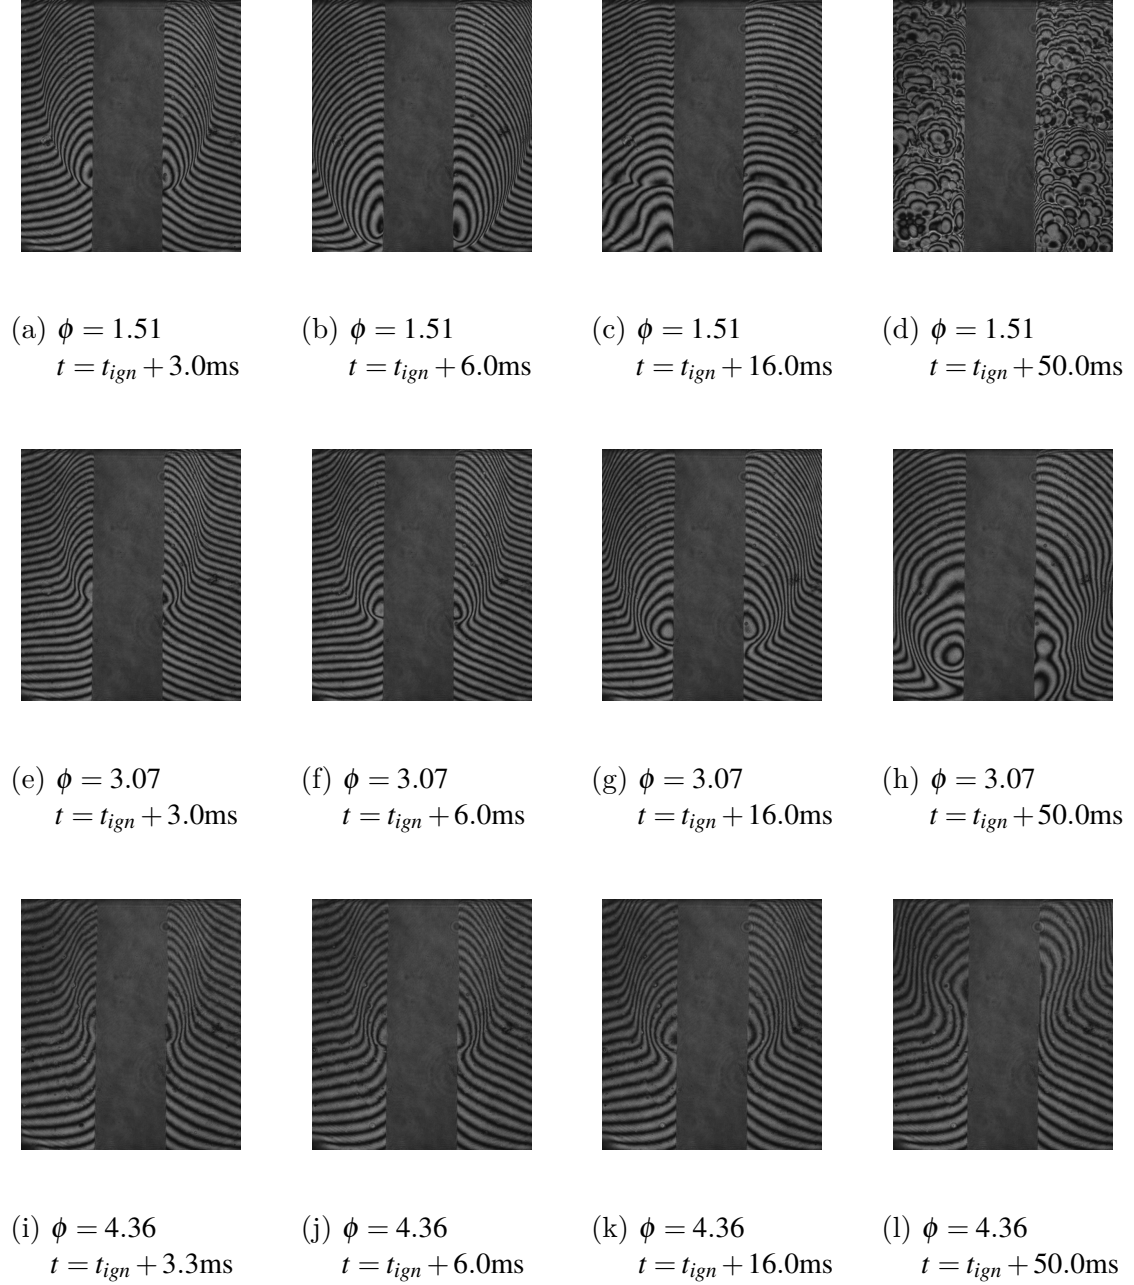 (a) ϕ = 1.51
t = t_ign + 3.0ms
(b) ϕ = 1.51
t = t_ign + 6.0ms
(c) ϕ = 1.51
t = t_ign + 16.0ms
(d) ϕ = 1.51
t = t_ign + 50.0ms
(e) ϕ = 3.07
t = t_ign + 3.0ms
(f) ϕ = 3.07
t = t_ign + 6.0ms
(g) ϕ = 3.07
t = t_ign + 16.0ms
(h) ϕ = 3.07
t = t_ign + 50.0ms
(i) ϕ = 4.36
t = t_ign + 3.3ms
(j) ϕ = 4.36
t = t_ign + 6.0ms
(k) ϕ = 4.36
t = t_ign + 16.0ms
(l) ϕ = 4.36
t = t_ign + 50.0ms